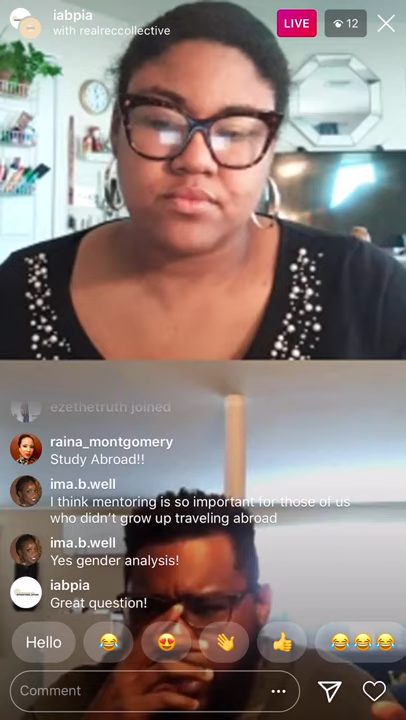 iabpia
with realreccollective
LIVE
12
ezethetruth joined
raina_montgomery
Study Abroad!!
ima.b.well
I think mentoring is so important for those of us
who didn't grow up traveling abroad
ima.b.well
Yes gender analysis!
iabpia
Great question!
Hello 😂 😍 👋 👍 😂😂😂
Comment